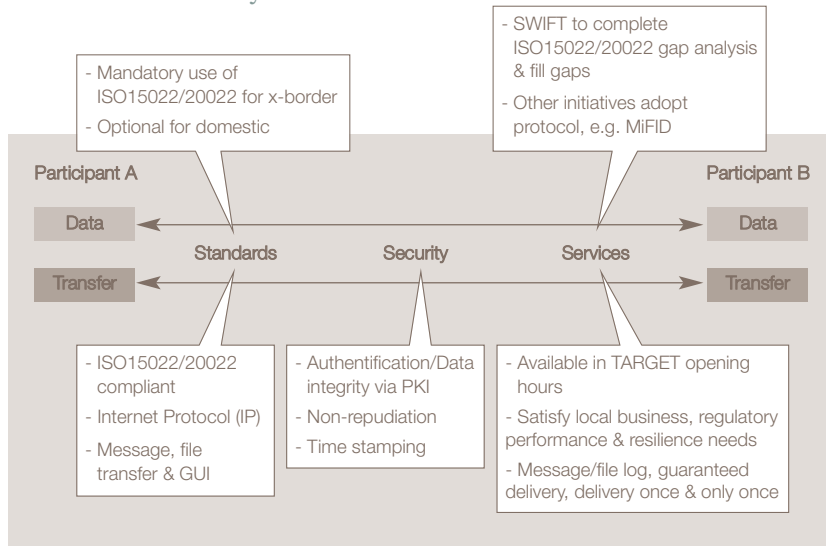 - Mandatory use of
ISO15022/20022 for x-border
- Optional for domestic
- SWIFT to complete
ISO15022/20022 gap analysis
& fill gaps
- Other initiatives adopt
protocol, e.g. MiFID
Participant A
Participant B
Data
Data
Standards
Security
Services
Transfer
Transfer
- ISO15022/20022
compliant
- Internet Protocol (IP)
- Message, file
transfer & GUI
- Authentification/Data
integrity via PKI
- Non-repudiation
- Time stamping
- Available in TARGET opening
hours
- Satisfy local business, regulatory
performance & resilience needs
- Message/file log, guaranteed
delivery, delivery once & only once